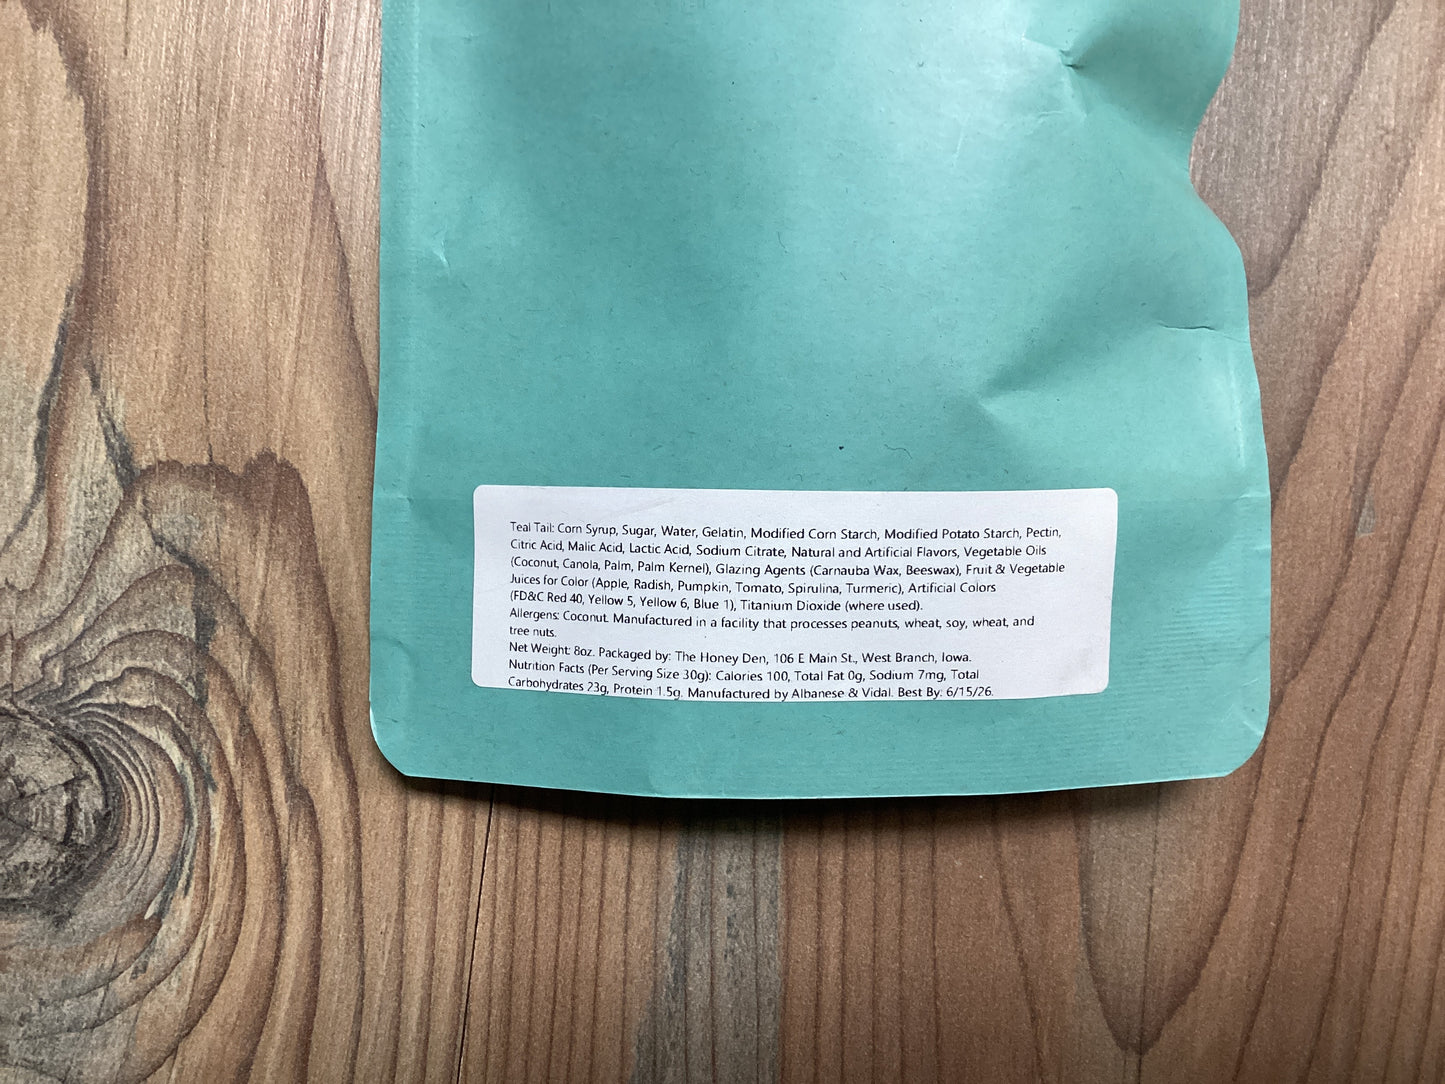 Teal Tail: Corn Syrup, Sugar, Water, Gelatin, Modified Corn Starch, Modified Potato Starch, Pectin,
Citric Acid, Malic Acid, Lactic Acid, Sodium Citrate, Natural and Artificial Flavors, Vegetable Oils
(Coconut, Canola, Palm, Palm Kernel), Glazing Agents (Carnauba Wax, Beeswax), Fruit & Vegetable
Juices for Color (Apple, Radish, Pumpkin, Tomato, Spirulina, Turmeric), Artificial Colors
(FD&C Red 40, Yellow 5, Yellow 6, Blue 1), Titanium Dioxide (where used).
Allergens: Coconut. Manufactured in a facility that processes peanuts, wheat, soy, wheat, and
tree nuts.
Net Weight: 8oz. Packaged by: The Honey Den, 106 E Main St., West Branch, Iowa.
Nutrition Facts (Per Serving Size 30g): Calories 100, Total Fat 0g, Sodium 7mg, Total
Carbohydrates 23g, Protein 1.5g. Manufactured by Albanese & Vidal. Best By: 6/15/26.